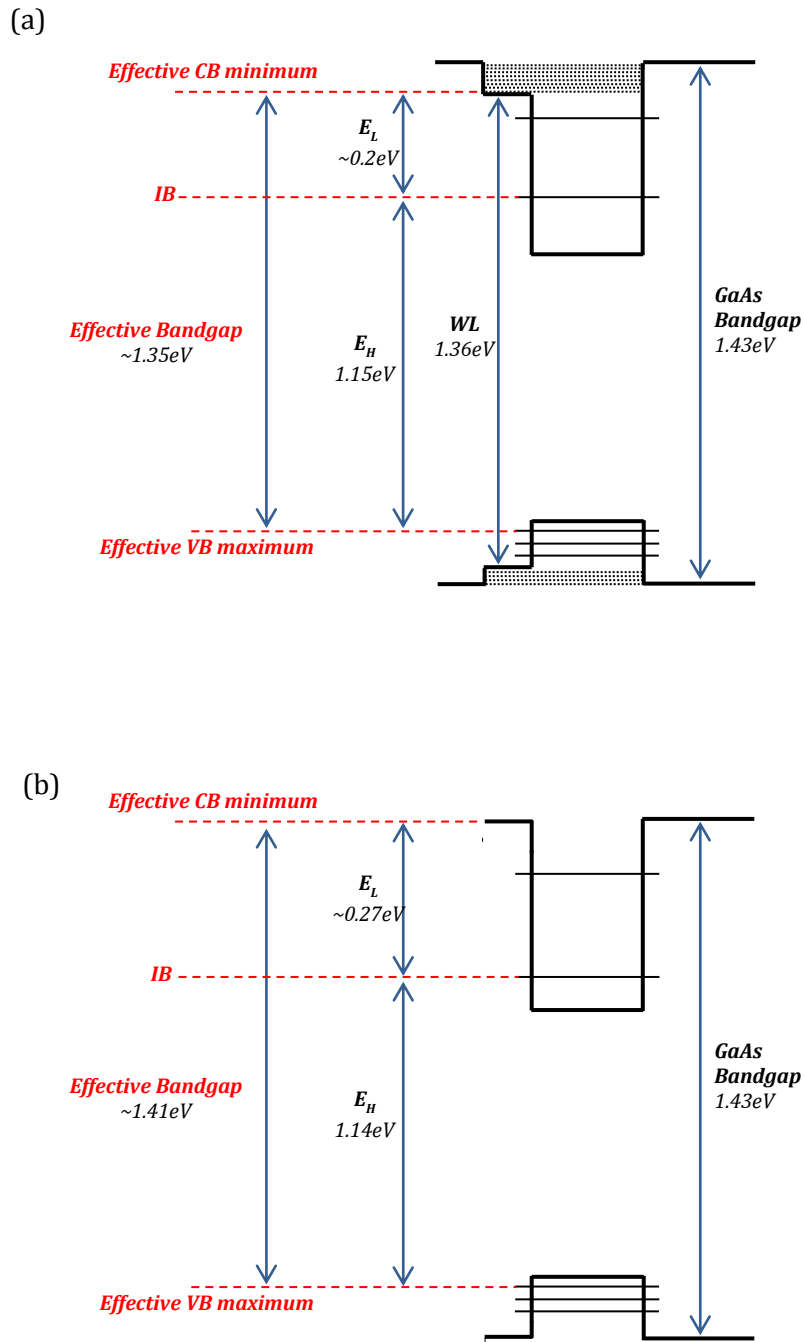 (a)
Effective CB minimum
E_L
~0.2eV
IB
GaAs
Bandgap
1.43eV
Effective Bandgap
~1.35eV
E_H
1.15eV
WL
1.36eV
Effective VB maximum
(b)
Effective CB minimum
E_L
~0.27eV
IB
GaAs
Bandgap
1.43eV
Effective Bandgap
~1.41eV
E_H
1.14eV
Effective VB maximum